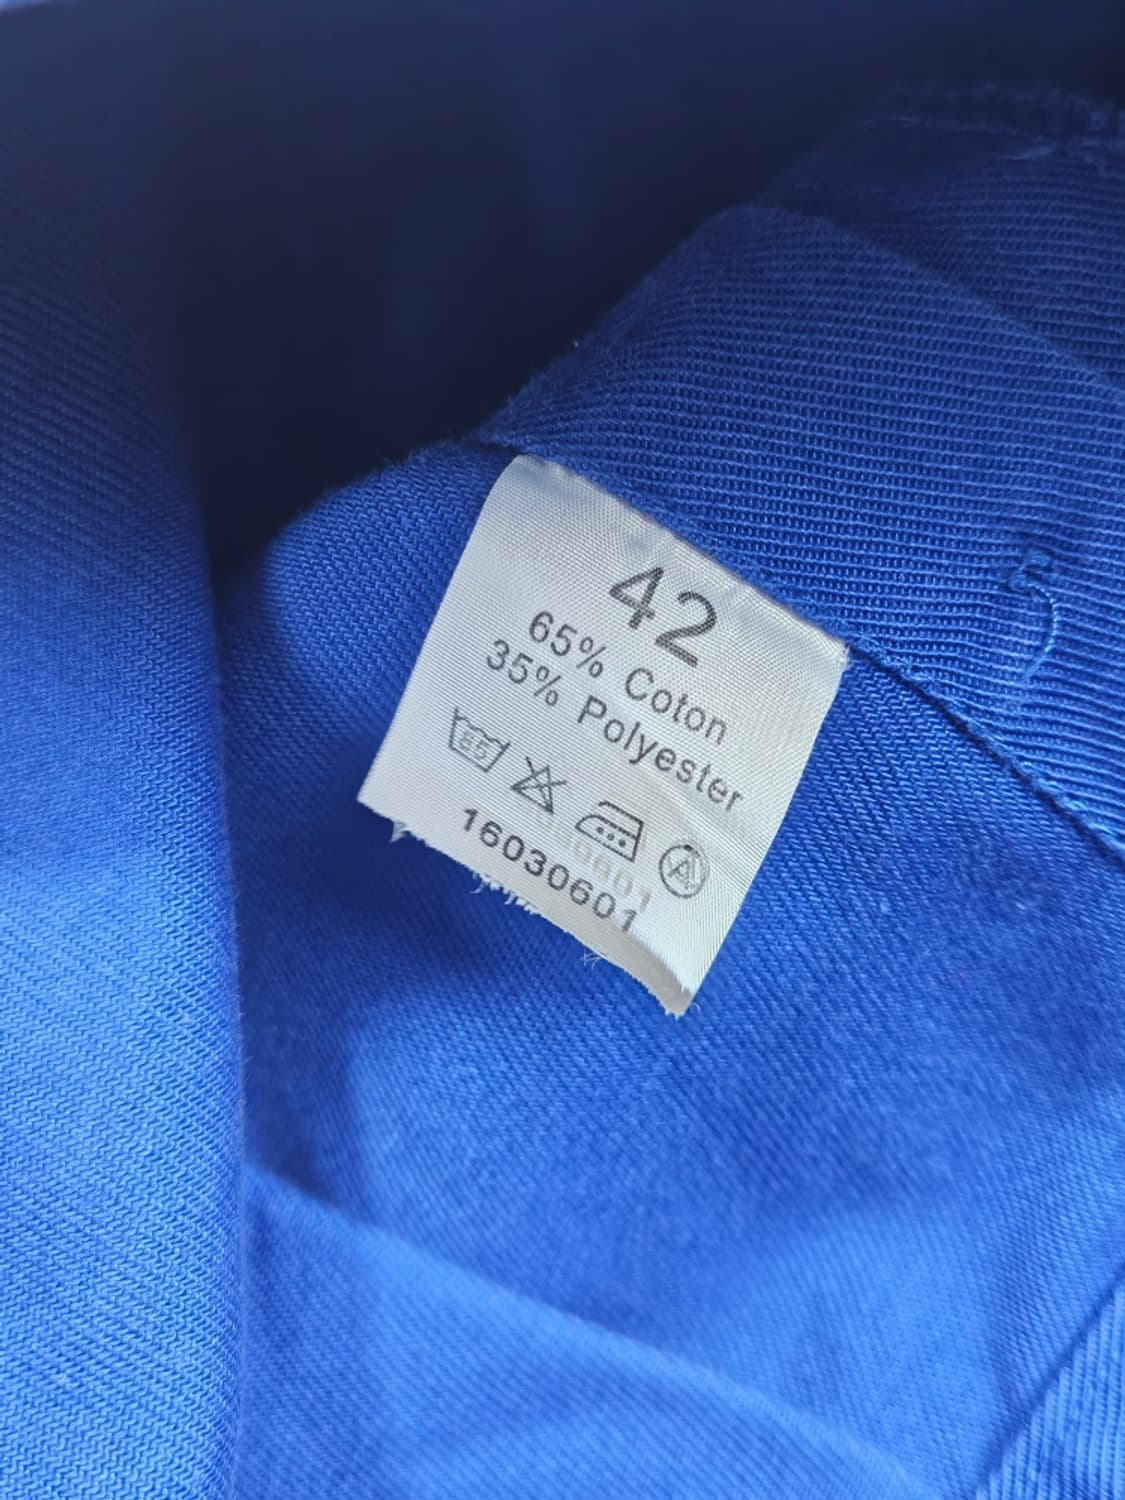 42
65% Coton
35% Polyester
A
16030601